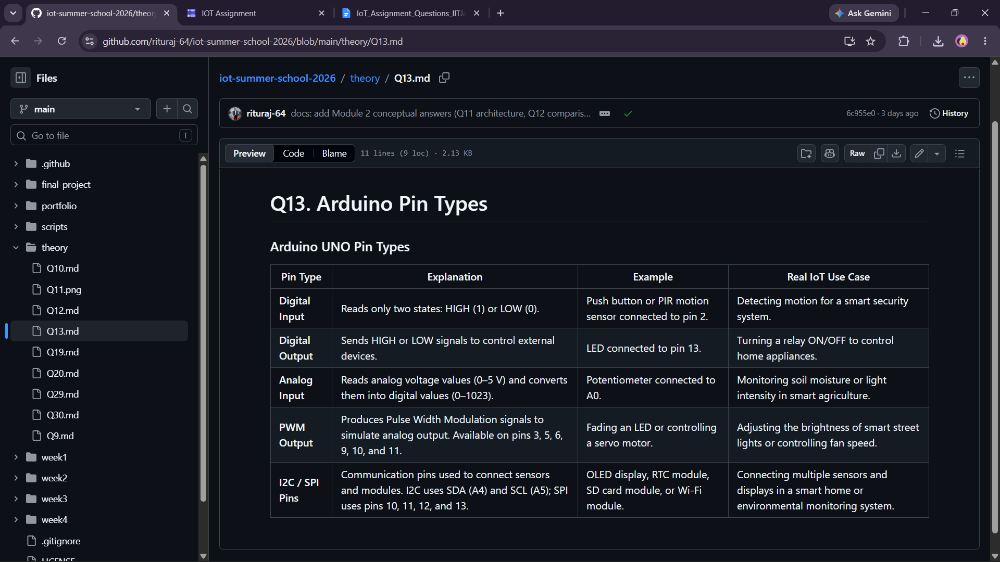 iot-summer-school-2026/theor
IOT Assignment
IoT_Assignment_Questions_IITJa
Ask Gemini
github.com/rituraj-64/iot-summer-school-2026/blob/main/theory/Q13.md
Files
iot-summer-school-2026 / theory / Q13.md
main
rituraj-64 docs: add Module 2 conceptual answers (Q11 architecture, Q12 comparis...
6c955e0 · 3 days ago
History
Go to file
T
Preview
Code
Blame
11 lines (9 loc) · 2.13 KB
Raw
.github
final-project
portfolio
scripts
theory
Q10.md
Q11.png
Q12.md
Q13.md
Q19.md
Q20.md
Q29.md
Q30.md
Q9.md
week1
week2
week3
week4
.gitignore
LICENSE
Q13. Arduino Pin Types
Arduino UNO Pin Types
Pin Type
Explanation
Example
Real IoT Use Case
Digital
Input
Reads only two states: HIGH (1) or LOW (0).
Push button or PIR motion
sensor connected to pin 2.
Detecting motion for a smart security
system.
Digital
Output
Sends HIGH or LOW signals to control external
devices.
LED connected to pin 13.
Turning a relay ON/OFF to control
home appliances.
Analog
Input
Reads analog voltage values (0–5 V) and converts
them into digital values (0–1023).
Potentiometer connected to
A0.
Monitoring soil moisture or light
intensity in smart agriculture.
PWM
Output
Produces Pulse Width Modulation signals to
simulate analog output. Available on pins 3, 5, 6,
9, 10, and 11.
Fading an LED or controlling
a servo motor.
Adjusting the brightness of smart street
lights or controlling fan speed.
I2C / SPI
Pins
Communication pins used to connect sensors
and modules. I2C uses SDA (A4) and SCL (A5); SPI
uses pins 10, 11, 12, and 13.
OLED display, RTC module,
SD card module, or Wi-Fi
module.
Connecting multiple sensors and
displays in a smart home or
environmental monitoring system.